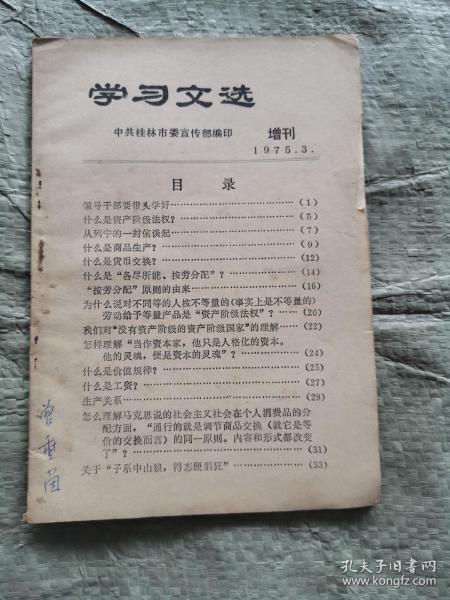 学习文选
中共桂林市委宣传部编印
增刊
1975.3.
目录
领导干部要带头学好……………………（1）
什么是资产阶级法权？……………………（5）
从列宁的一封信谈起……………………（7）
什么是商品生产？……………………（9）
什么是货币交换？……………………（12）
什么是“各尽所能、按劳分配”？……………（14）
“按劳分配”原则的由来……………………（16）
为什么说对不同等的人按不等量的（事实上是不等量的）
劳动给予等量产品是“资产阶级法权”？……（20）
我们对“没有资产阶级的资产阶级国家”的理解……（22）
怎样理解“当作资本家，他只是人格化的资本。
他的灵魂，便是资本的灵魂”？……………（24）
什么是价值规律？……………………（25）
什么是工资？……………………（27）
生产关系……………………（29）
怎么理解马克思说的社会主义社会在个人消费品的分
配方面，“通行的就是调节商品交换（就它是等
价的交换而言）的同一原则。内容和形式都改变
了”？……………………（31）
关于“子系中山狼，得志便猖狂”……………（33）
孔夫子旧书网
www.kongfz.com